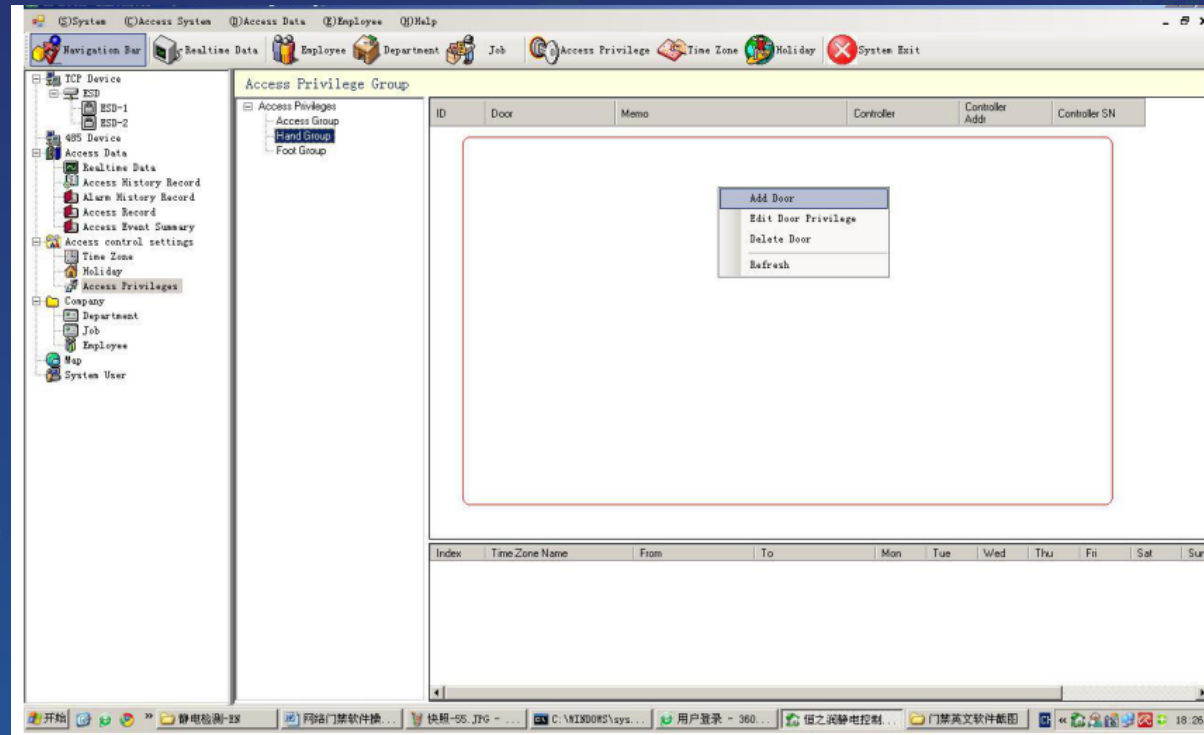 (S)System (C)Access System (D)Access Data (E)Employee (H)Help
Navigation Bar Realtime Data Employee Department Job Access Privilege Time Zone Holiday System Exit
TCP Device
ESD
ESD-1
ESD-2
485 Device
Access Data
Realtime Data
Access History Record
Alarm History Record
Access Record
Access Event Summary
Access control settings
Time Zone
Holiday
Access Privileges
Company
Department
Job
Employee
Map
System User
Access Privilege Group
Access Privileges
Access Group
Hand Group
Foot Group
ID Door Memo Controller Controller Addr Controller SN
Add Door
Edit Door Privilege
Delete Door
Refresh
Index Time Zone Name From To Mon Tue Wed Thu Fri Sat Sun
开始 » 静电检测-EN 网络门禁软件操... 快照-55.JPG - ... C:\WINDOWS\sys... 用户登录 - 360... 恒之润静电控制... 门禁英文软件截图 « 18:26